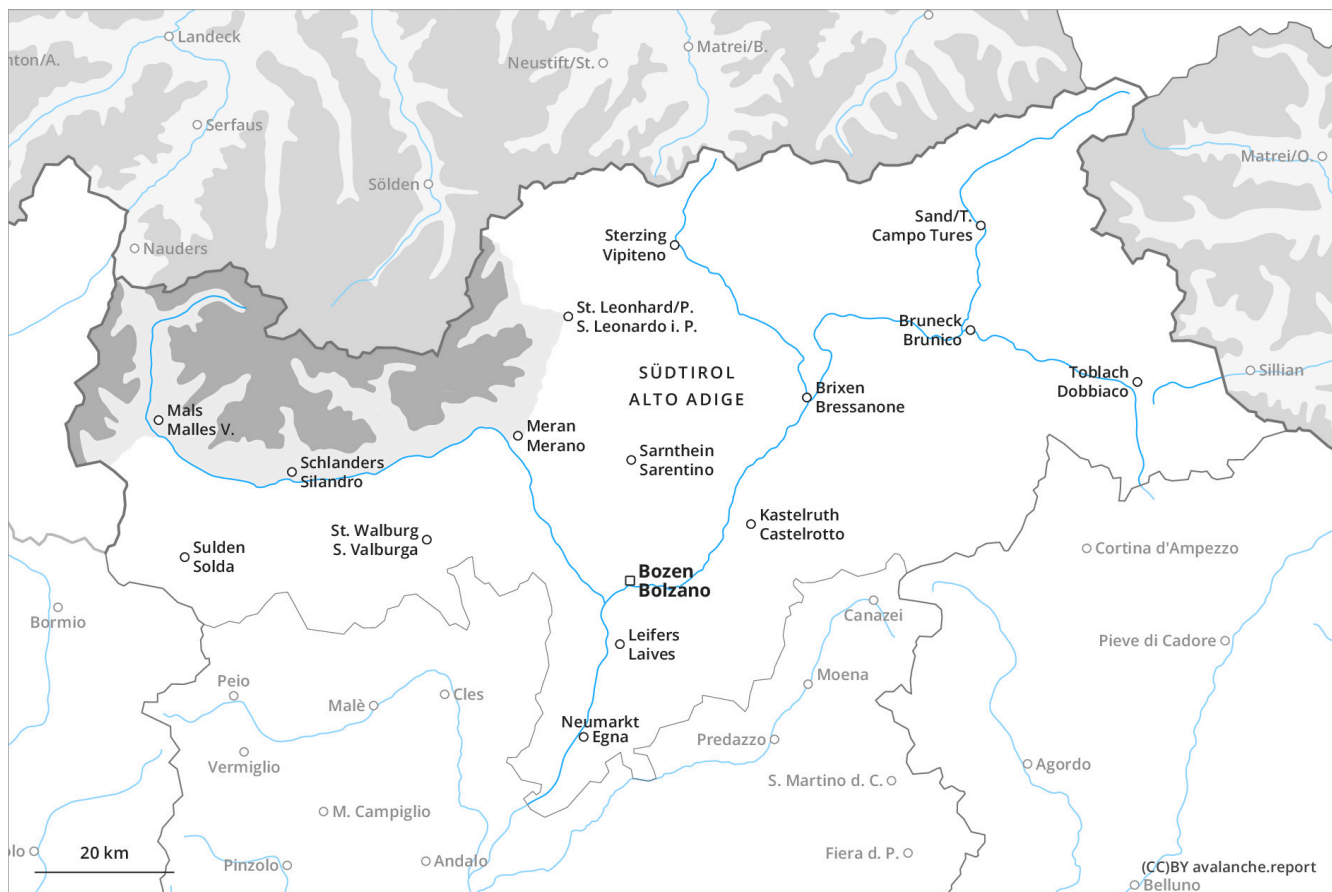 Landeck
nton/A.
Neustift/St.
Matrei/B.
Serfaus
Sölden
Matrei/O.
Nauders
Sand/T.
Campo Tures
Sterzing
Vipiteno
St. Leonhard/P.
S. Leonardo i. P.
Bruneck
Brunico
SÜDTIROL
ALTO ADIGE
Toblach
Dobbiaco
Sillian
Brixen
Bressanone
Mals
Malles V.
Meran
Merano
Sarnthein
Sarentino
Schlanders
Silandro
Kastelruth
Castelrotto
St. Walburg
S. Valburga
Sulden
Solda
Cortina d'Ampezzo
Bozen
Bolzano
Bormio
Canazei
Leifers
Laives
Pieve di Cadore
Peio
Moena
Malè
Cles
Neumarkt
Egna
Predazzo
Vermiglio
Agordo
S. Martino d. C.
M. Campiglio
olo
20 km
Pinzolo
Andalo
Fiera d. P.
(CC)BY avalanche.report
Belluno